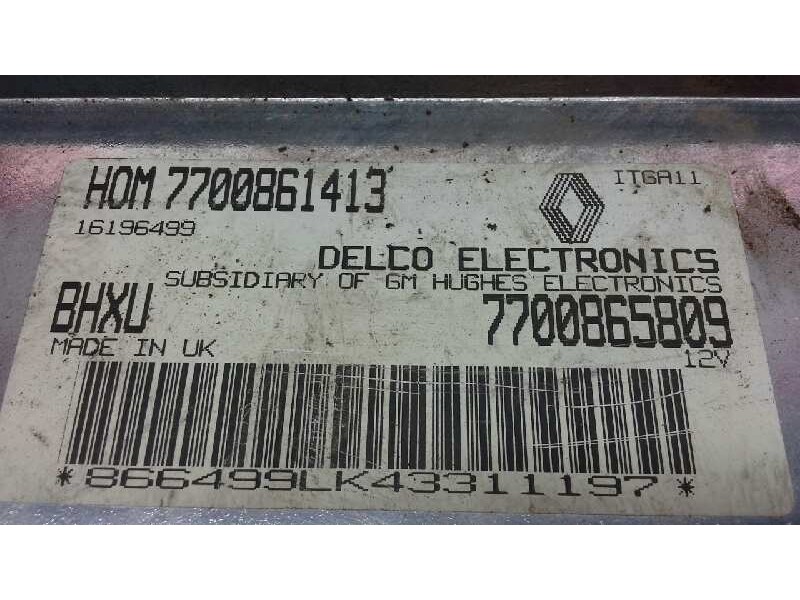 HOM 7700861413
ITGA11
16196499
DELCO ELECTRONICS
SUBSIDIARY OF GM HUGHES ELECTRONICS
BHXU
7700865809
MADE IN UK
12V
*866499LK43311197*